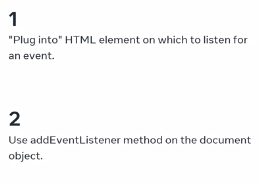 1
"Plug into" HTML element on which to listen for
an event.
2
Use addEventListener method on the document
object.